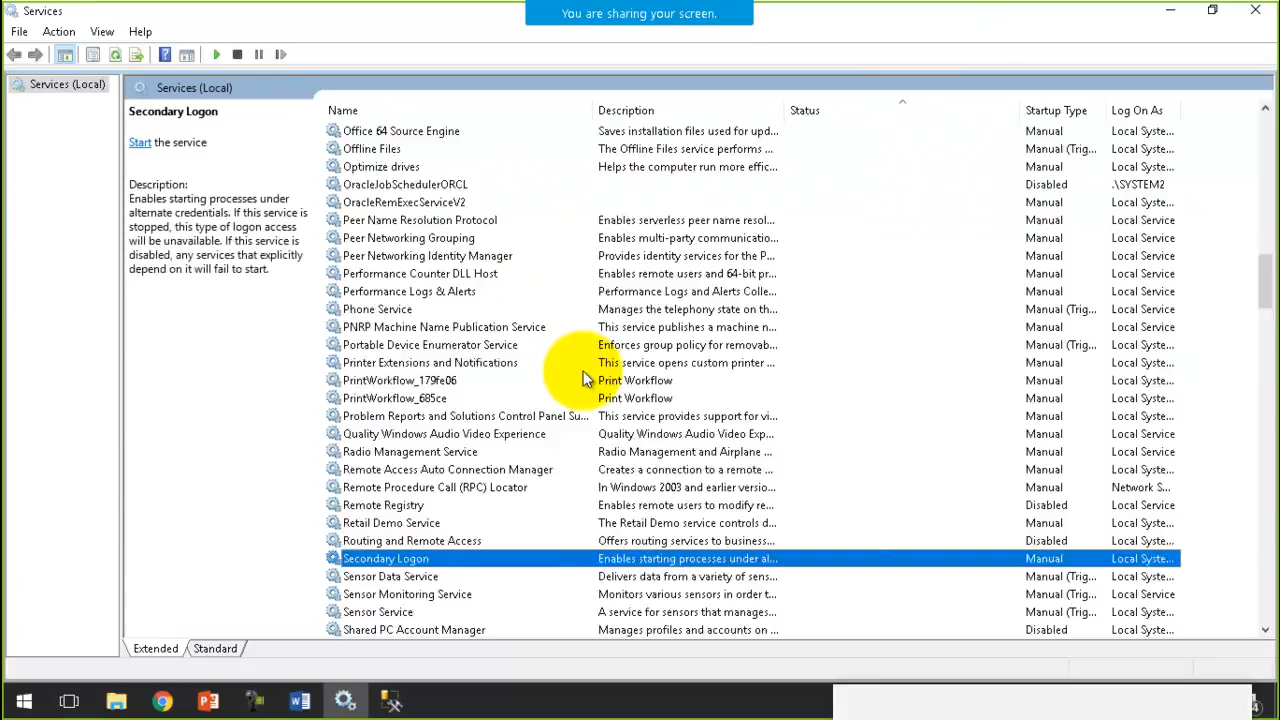 Services
You are sharing your screen.
File Action View Help
Services (Local)
Services (Local)
Secondary Logon
Start the service
Description:
Enables starting processes under
alternate credentials. If this service is
stopped, this type of logon access
will be unavailable. If this service is
disabled, any services that explicitly
depend on it will fail to start.
Name Description Status Startup Type Log On As
Office 64 Source Engine Saves installation files used for upd... Manual Local Syste...
Offline Files The Offline Files service performs ... Manual (Trig... Local Syste...
Optimize drives Helps the computer run more effic... Manual Local Syste...
OracleJobSchedulerORCL Disabled .\SYSTEM2
OracleRemExecServiceV2 Manual Local Syste...
Peer Name Resolution Protocol Enables serverless peer name resol... Manual Local Service
Peer Networking Grouping Enables multi-party communicatio... Manual Local Service
Peer Networking Identity Manager Provides identity services for the P... Manual Local Service
Performance Counter DLL Host Enables remote users and 64-bit pr... Manual Local Service
Performance Logs & Alerts Performance Logs and Alerts Colle... Manual Local Service
Phone Service Manages the telephony state on th... Manual (Trig... Local Service
PNRP Machine Name Publication Service This service publishes a machine n... Manual Local Service
Portable Device Enumerator Service Enforces group policy for removab... Manual (Trig... Local Syste...
Printer Extensions and Notifications This service opens custom printer ... Manual Local Syste...
PrintWorkflow_179fe06 Print Workflow Manual Local Syste...
PrintWorkflow_685ce Print Workflow Manual Local Syste...
Problem Reports and Solutions Control Panel Su... This service provides support for vi... Manual Local Syste...
Quality Windows Audio Video Experience Quality Windows Audio Video Exp... Manual Local Service
Radio Management Service Radio Management and Airplane ... Manual Local Service
Remote Access Auto Connection Manager Creates a connection to a remote ... Manual Local Syste...
Remote Procedure Call (RPC) Locator In Windows 2003 and earlier versio... Manual Network S...
Remote Registry Enables remote users to modify re... Disabled Local Service
Retail Demo Service The Retail Demo service controls d... Manual Local Syste...
Routing and Remote Access Offers routing services to business... Disabled Local Syste...
Secondary Logon Enables starting processes under al... Manual Local Syste...
Sensor Data Service Delivers data from a variety of sens... Manual (Trig... Local Syste...
Sensor Monitoring Service Monitors various sensors in order t... Manual (Trig... Local Service
Sensor Service A service for sensors that manages... Manual (Trig... Local Syste...
Shared PC Account Manager Manages profiles and accounts on ... Disabled Local Syste...
Extended Standard